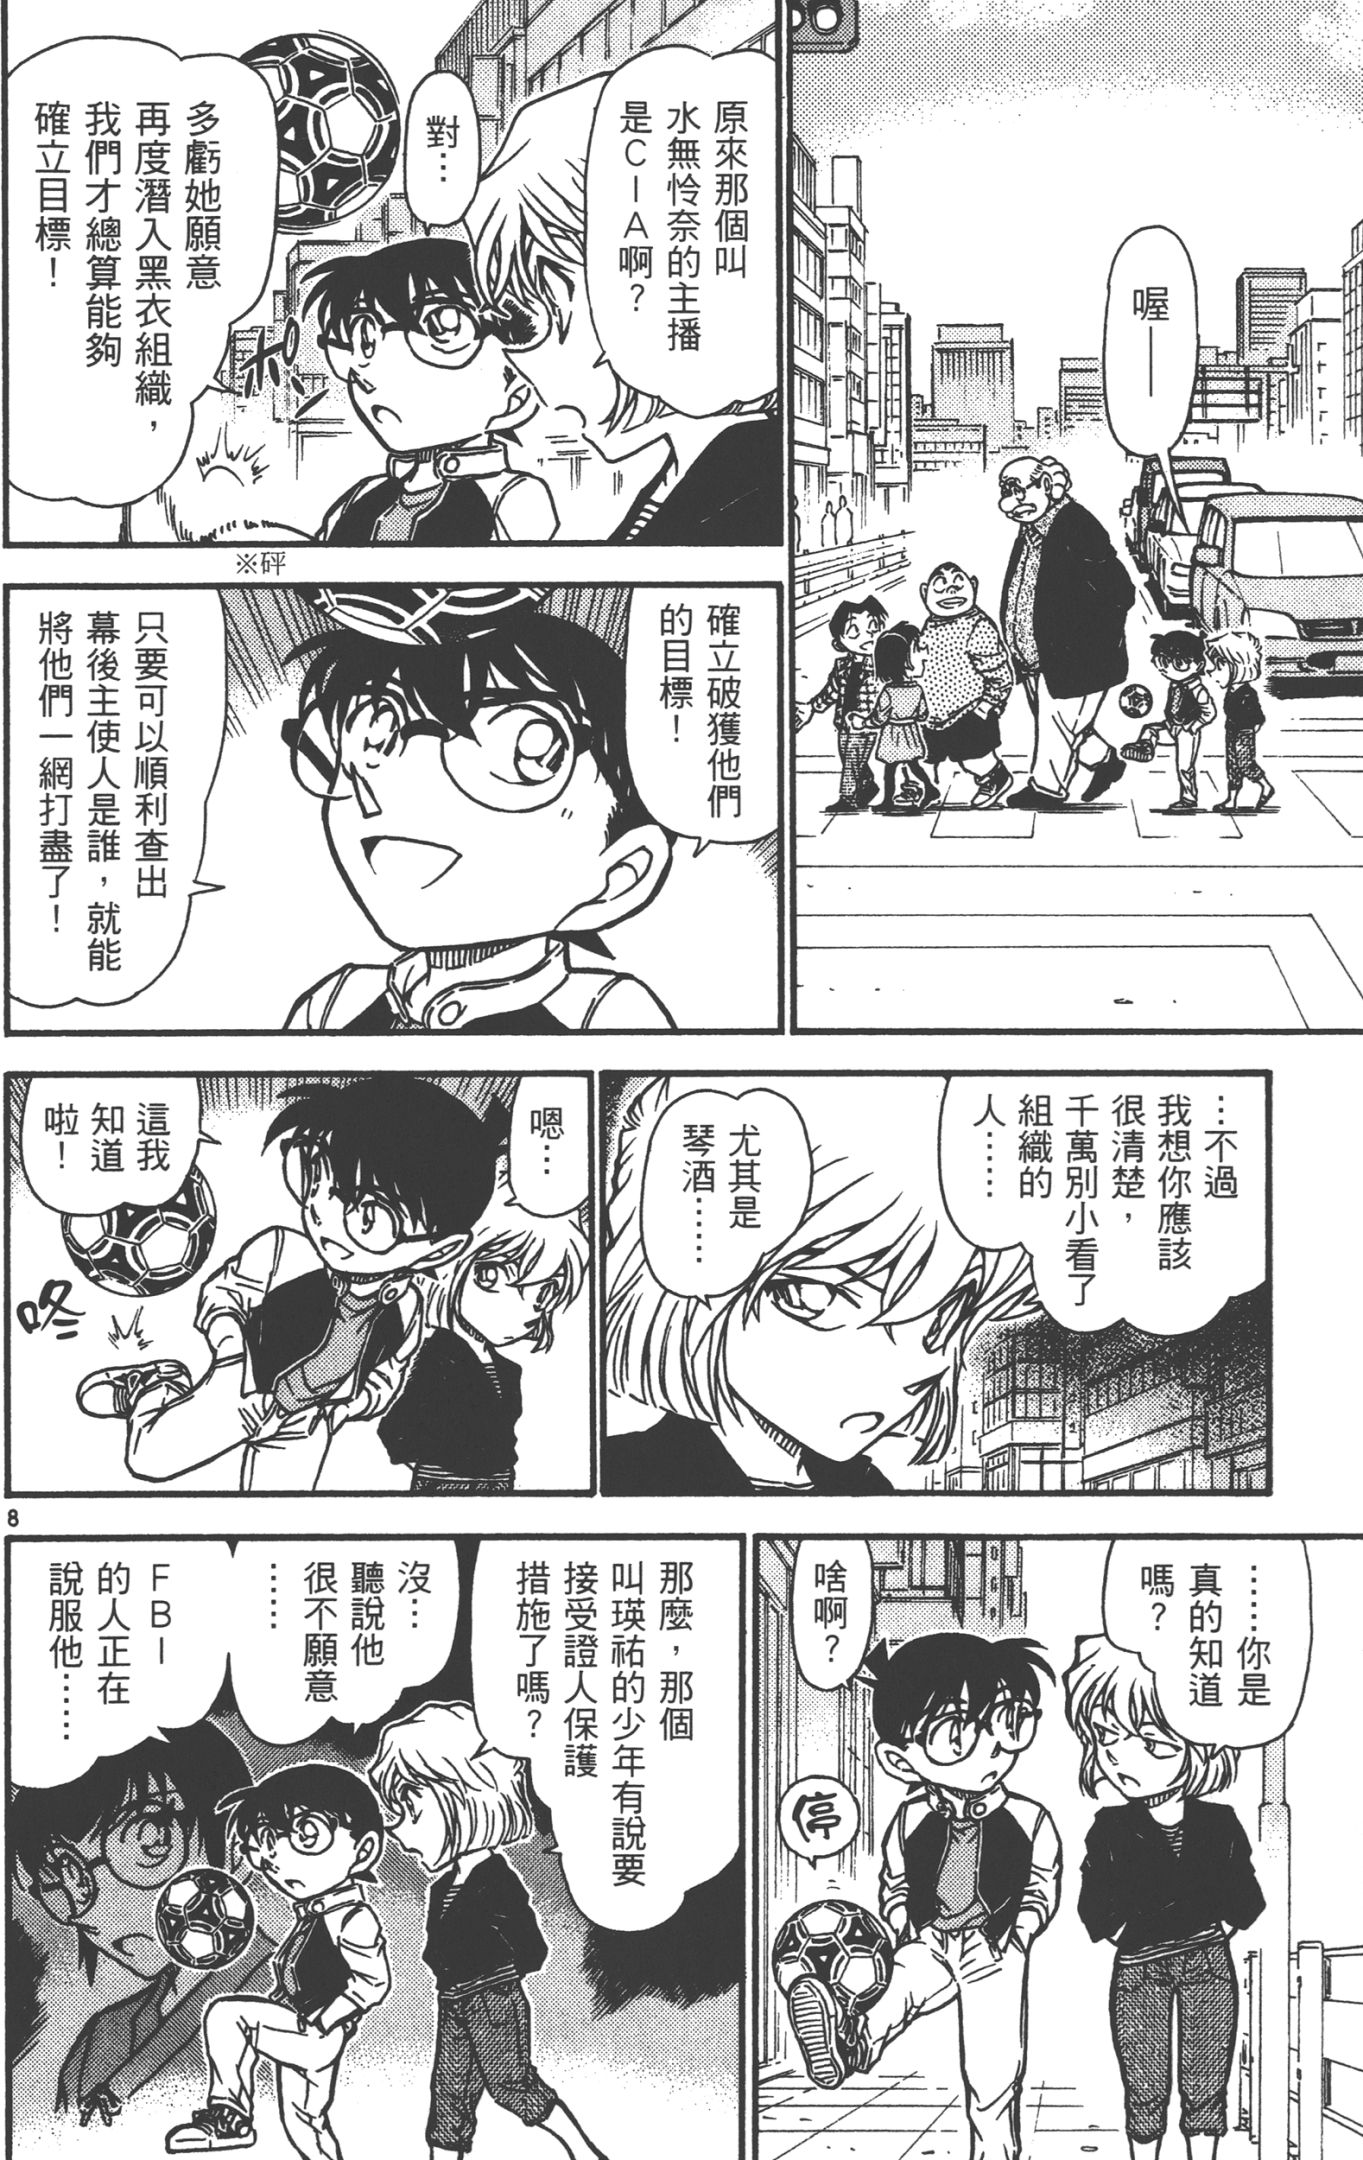 喔──
原來那個叫
水無怜奈的主播
是CIA啊？
對…
多虧她願意
再度潛入黑衣組織，
我們才總算能夠
確立目標！
ポン
※砰
確立破獲他們
的目標！
只要可以順利查出
幕後主使人是誰，就能
將他們一網打盡了！
…不過
我想你應該
很清楚，
千萬別小看了
組織的
人……
尤其是
琴酒……
嗯…
這我
知道
啦！
咚
8
……你是
真的知道
嗎？
啥啊？
停
那麼，那個
叫瑛祐的少年有說要
接受證人保護
措施了嗎？
沒…
聽說他
很不願意
……
FBI
的人正在
說服他……